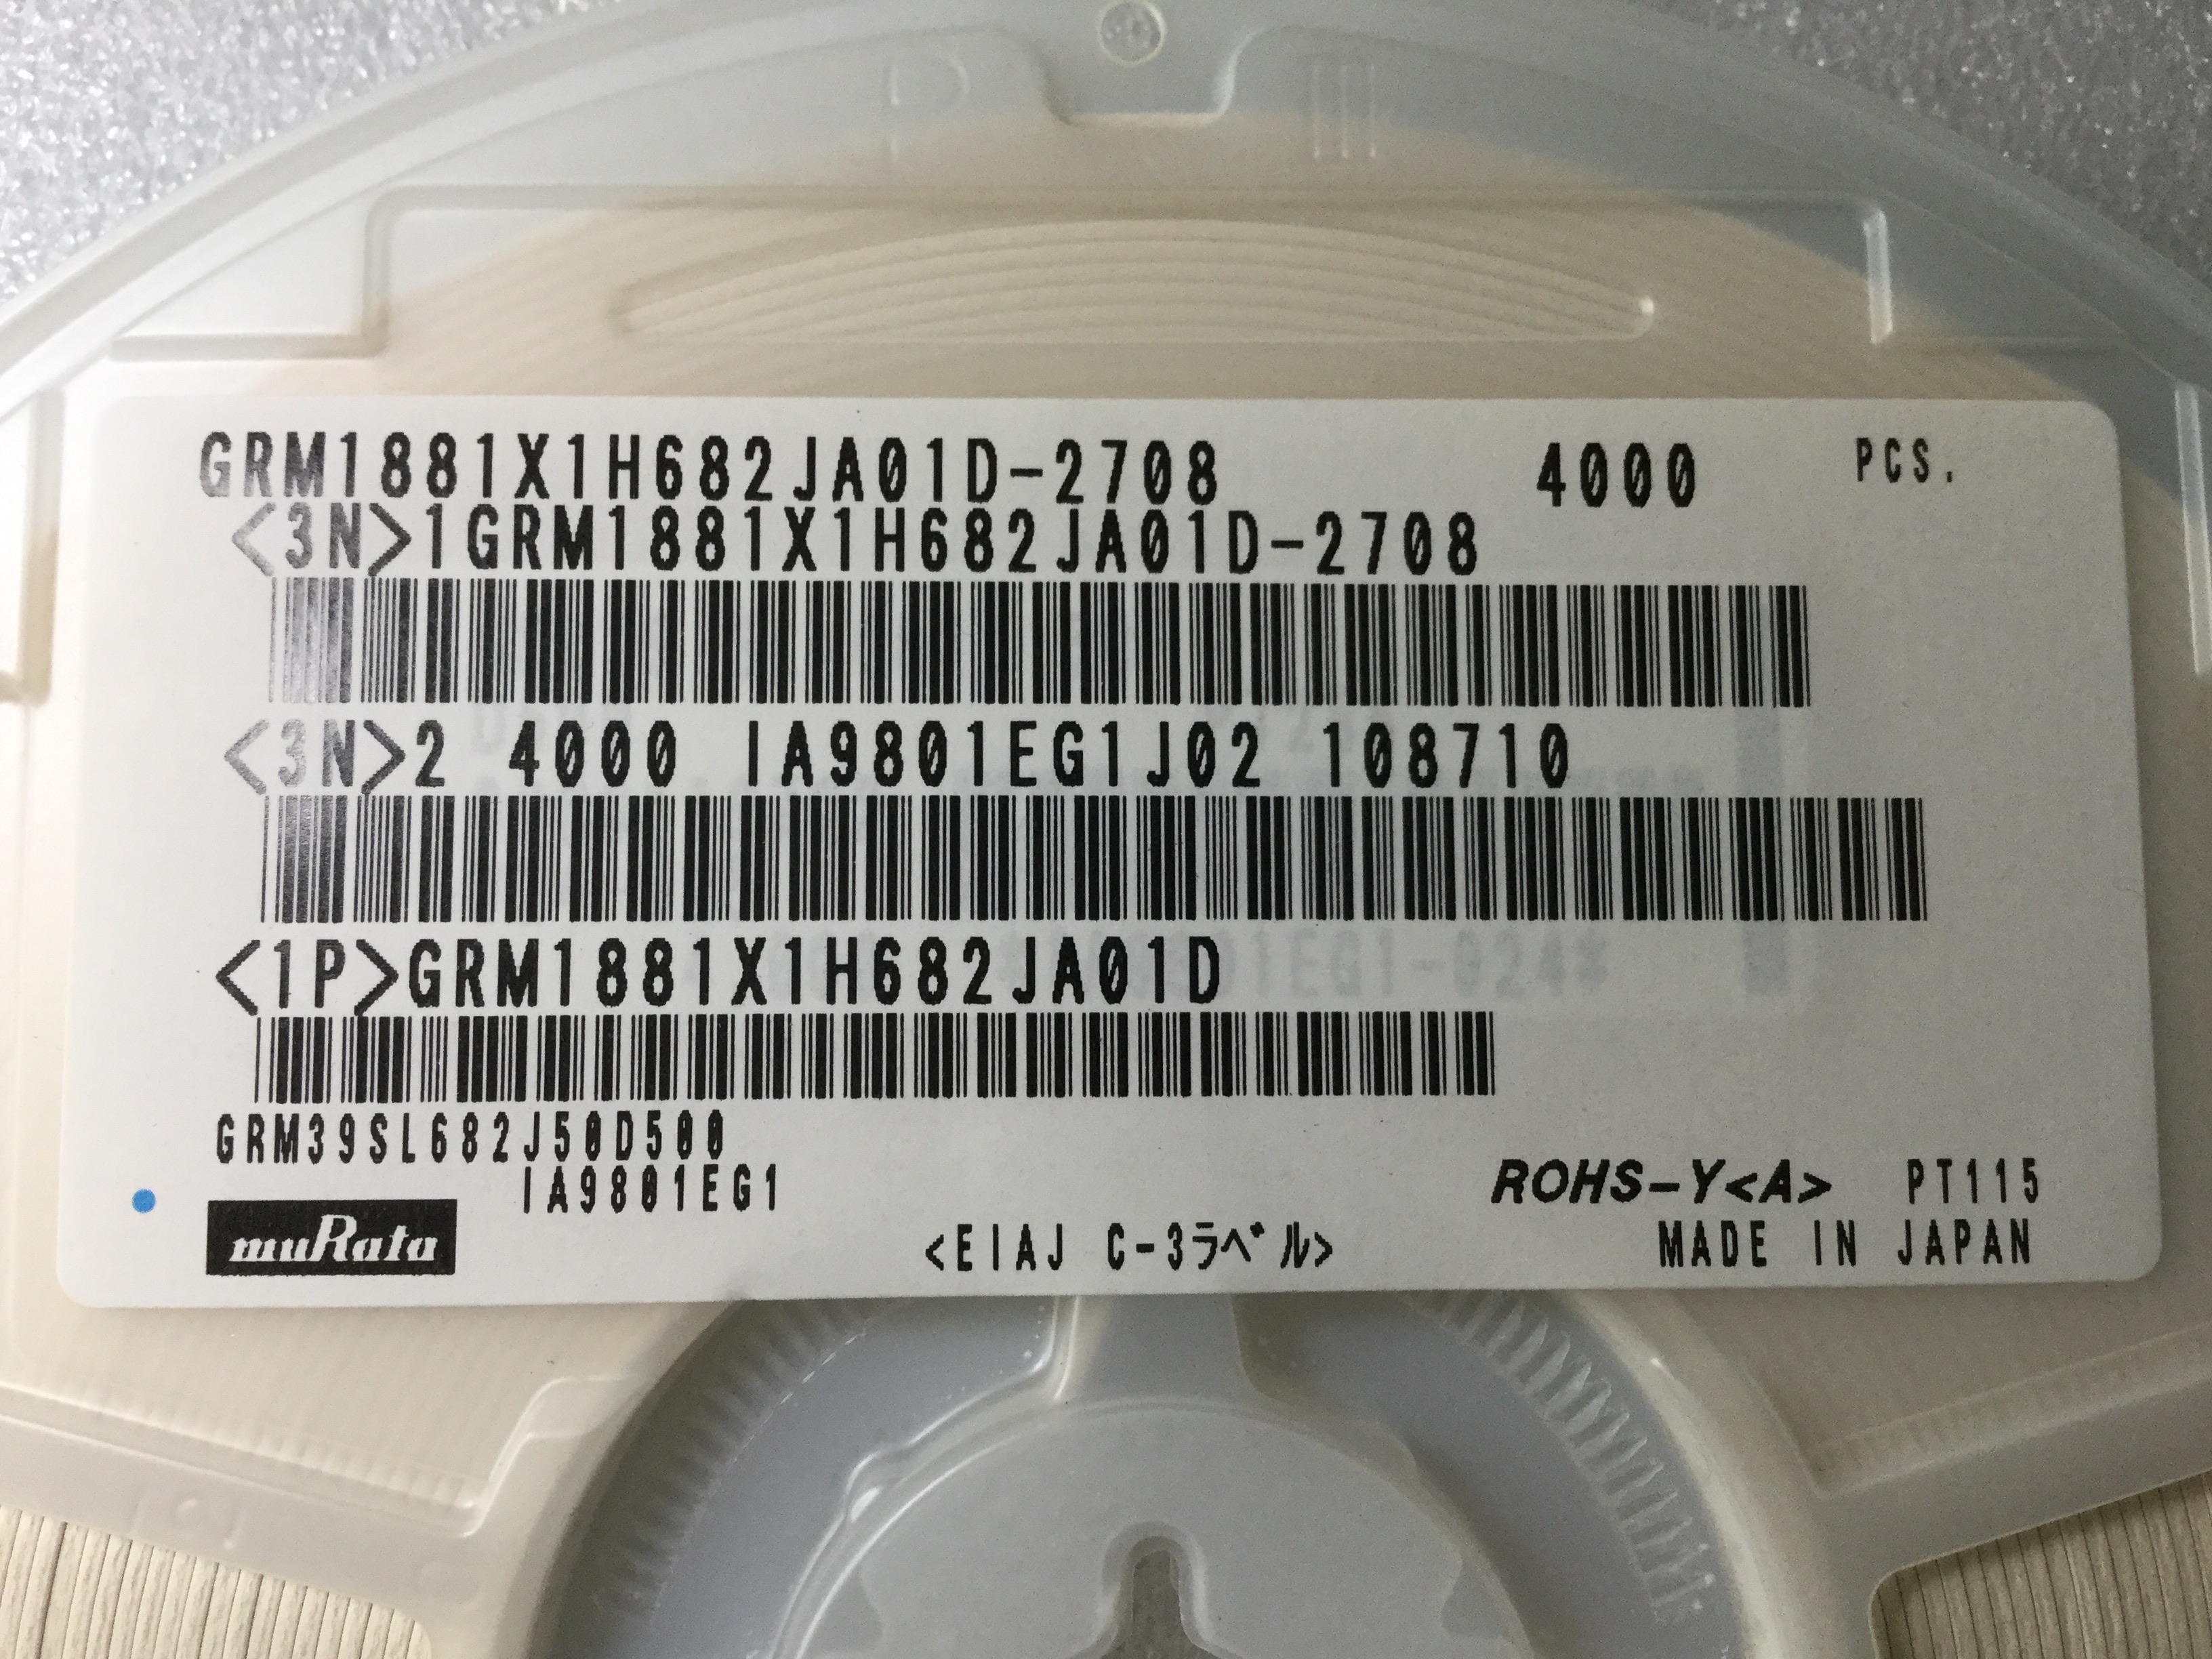 GRM1881X1H682JA01D-2708 4000 PCS.
<3N>1GRM1881X1H682JA01D-2708
<3N>2 4000 IA9801EG1J02 108710
<1P>GRM1881X1H682JA01D
GRM39SL682J50D500
IA9801EG1
ROHS-Y<A> PT115
muRata
<EIAJ C-3ラベル>
MADE IN JAPAN